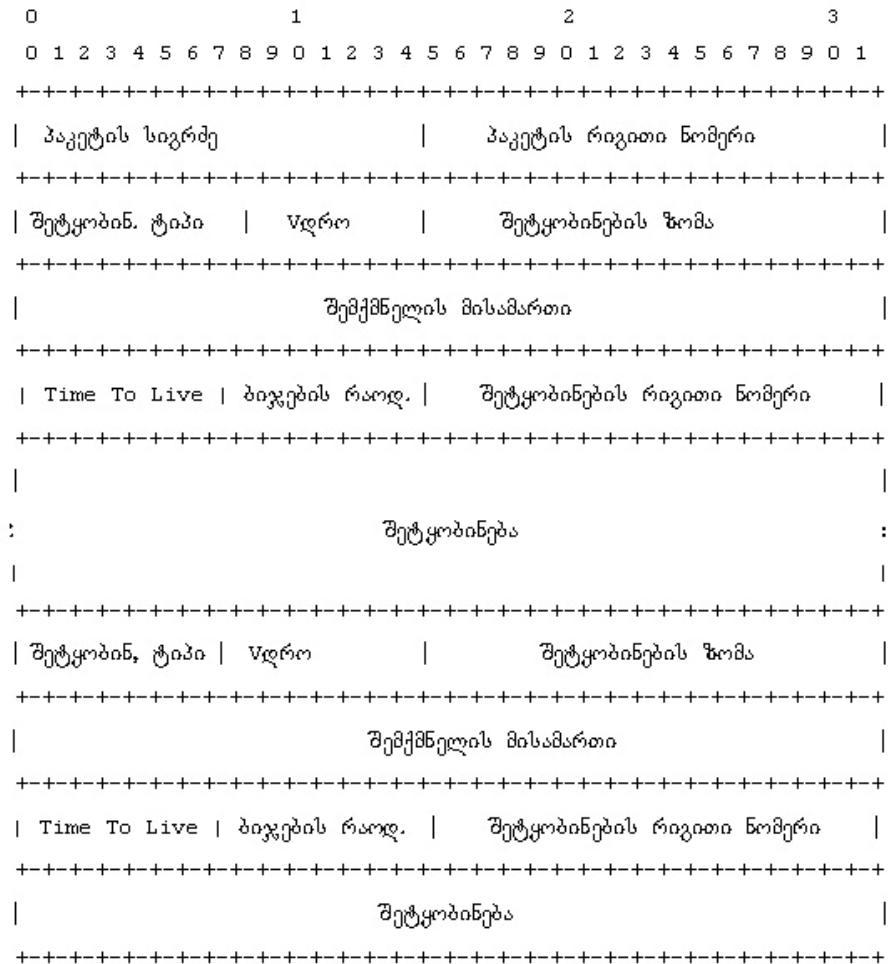 0 1 2 3
0 1 2 3 4 5 6 7 8 9 0 1 2 3 4 5 6 7 8 9 0 1 2 3 4 5 6 7 8 9 0 1
+-+-+-+-+-+-+-+-+-+-+-+-+-+-+-+-+-+-+-+-+-+-+-+-+-+-+-+-+-+-+-+-+
| პაკეტის სიგრძე | პაკეტის რიგითი ნომერი |
+-+-+-+-+-+-+-+-+-+-+-+-+-+-+-+-+-+-+-+-+-+-+-+-+-+-+-+-+-+-+-+-+
| შეტყობინ. ტიპი | Vდრო | შეტყობინების ზომა |
+-+-+-+-+-+-+-+-+-+-+-+-+-+-+-+-+-+-+-+-+-+-+-+-+-+-+-+-+-+-+-+-+
| შემქმნელის მისამართი |
+-+-+-+-+-+-+-+-+-+-+-+-+-+-+-+-+-+-+-+-+-+-+-+-+-+-+-+-+-+-+-+-+
| Time To Live | ბიჯების რაოდ. | შეტყობინების რიგითი ნომერი |
+-+-+-+-+-+-+-+-+-+-+-+-+-+-+-+-+-+-+-+-+-+-+-+-+-+-+-+-+-+-+-+-+
| |
: შეტყობინება :
| |
+-+-+-+-+-+-+-+-+-+-+-+-+-+-+-+-+-+-+-+-+-+-+-+-+-+-+-+-+-+-+-+-+
| შეტყობინ, ტიპი | Vდრო | შეტყობინების ზომა |
+-+-+-+-+-+-+-+-+-+-+-+-+-+-+-+-+-+-+-+-+-+-+-+-+-+-+-+-+-+-+-+-+
| შემქმნელის მისამართი |
+-+-+-+-+-+-+-+-+-+-+-+-+-+-+-+-+-+-+-+-+-+-+-+-+-+-+-+-+-+-+-+-+
| Time To Live | ბიჯების რაოდ. | შეტყობინების რიგითი ნომერი |
+-+-+-+-+-+-+-+-+-+-+-+-+-+-+-+-+-+-+-+-+-+-+-+-+-+-+-+-+-+-+-+-+
| შეტყობინება |
+-+-+-+-+-+-+-+-+-+-+-+-+-+-+-+-+-+-+-+-+-+-+-+-+-+-+-+-+-+-+-+-+